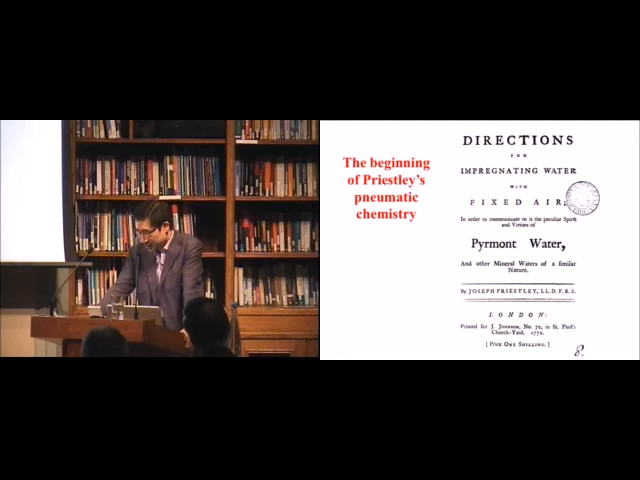 The beginning
of Priestley's
pneumatic
chemistry
DIRECTIONS
FOR
IMPREGNATING WATER
WITH
FIXED AIR;
In order to communicate to it the peculiar Spirit
and Virtues of
Pyrmont Water,
And other Mineral Waters of a similar
Nature.
By JOSEPH PRIESTLEY, LL.D. F.R.S.
LONDON:
Printed for J. Johnson, No. 72, in St. Paul's
Church-Yard. 1772.
[Price One Shilling.]
8.